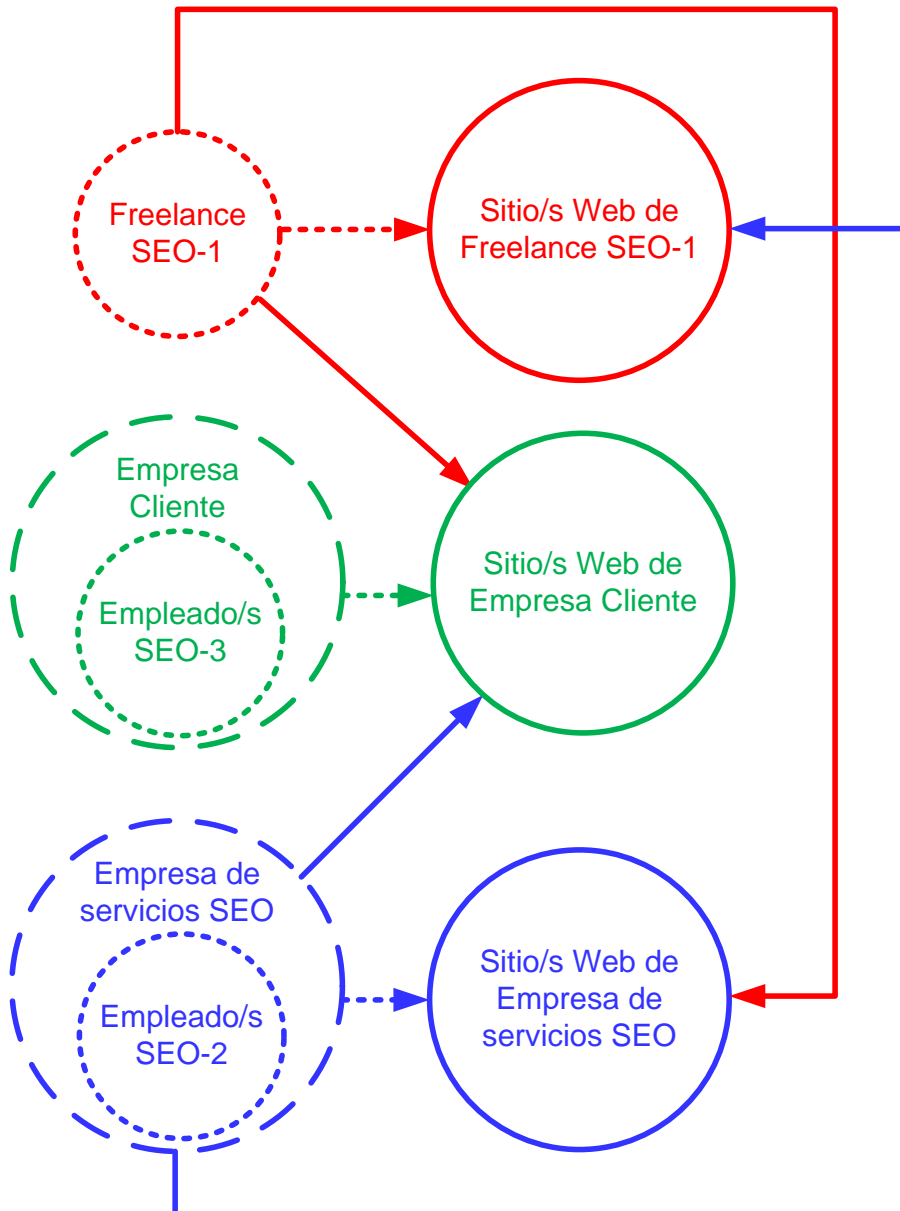 Freelance
SEO-1
Sitio/s Web de
Freelance SEO-1
Empresa
Cliente
Empleado/s
SEO-3
Sitio/s Web de
Empresa Cliente
Empresa de
servicios SEO
Empleado/s
SEO-2
Sitio/s Web de
Empresa de
servicios SEO